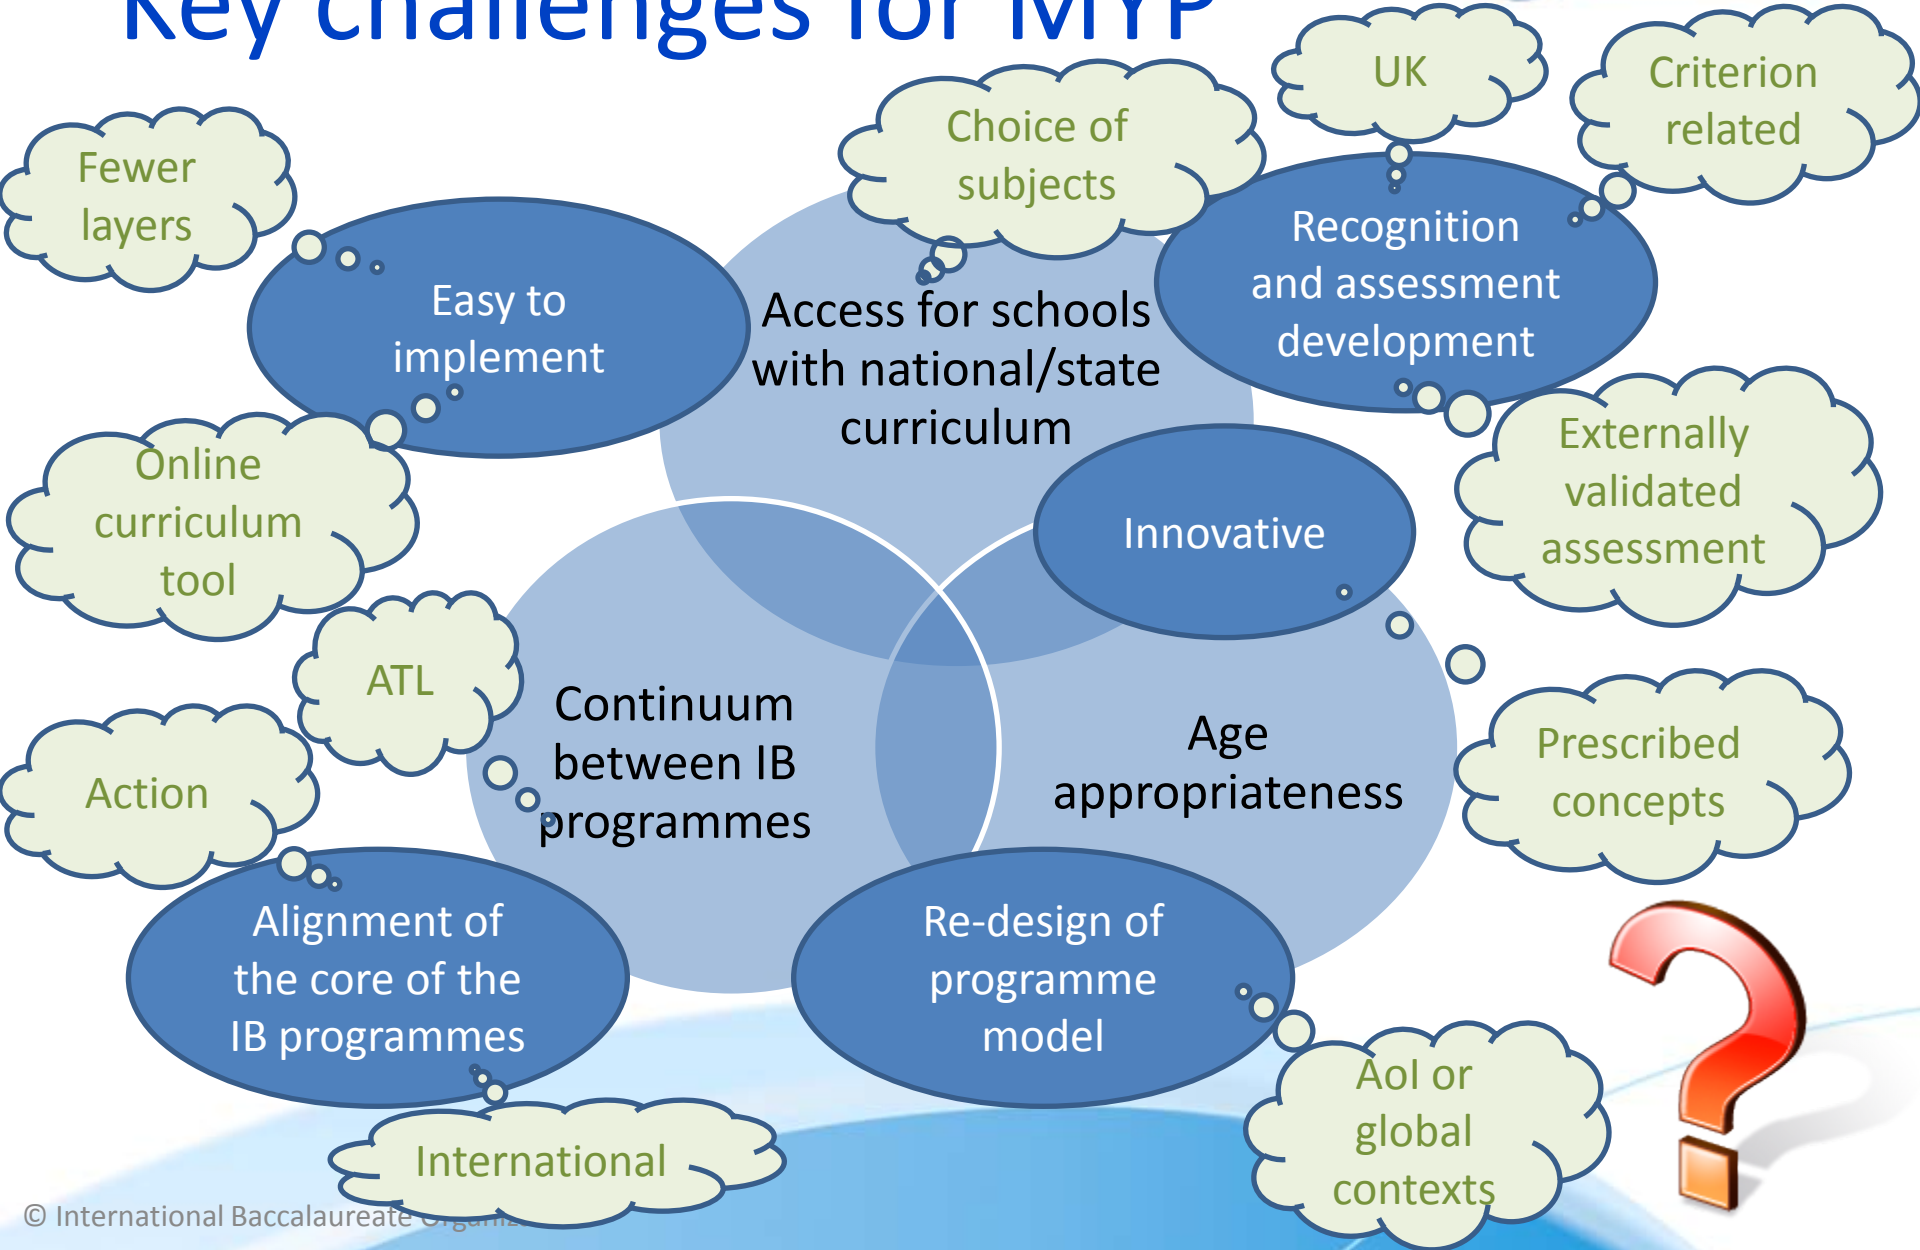 Key challenges for MYP
UK
Criterion
related
Choice of
subjects
Fewer
layers
Recognition
and assessment
development
Easy to
implement
Access for schools
with national/state
curriculum
Externally
validated
assessment
Online
curriculum
tool
Innovative
ATL
Continuum
between IB
programmes
Age
appropriateness
Prescribed
concepts
Action
Alignment of
the core of the
IB programmes
Re-design of
programme
model
AoI or
global
contexts
International
© International Baccalaureate